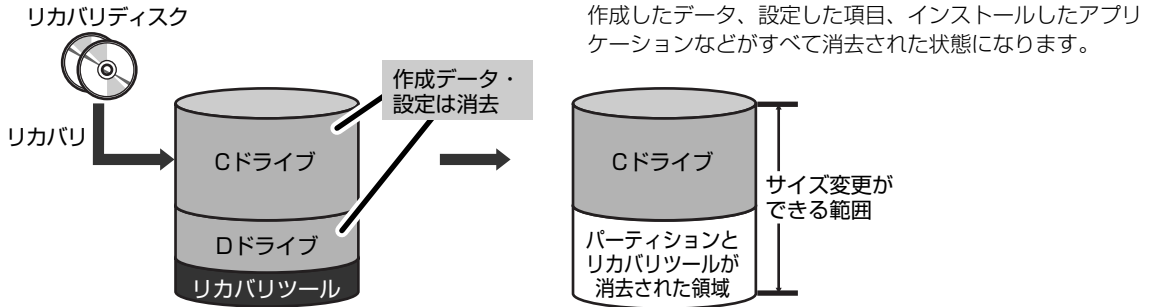 リカバリディスク
作成したデータ、設定した項目、インストールしたアプリ
ケーションなどがすべて消去された状態になります。
作成データ・
設定は消去
リカバリ
Cドライブ
Dドライブ
リカバリツール
Cドライブ
パーティションと
リカバリツールが
消去された領域
サイズ変更が
できる範囲